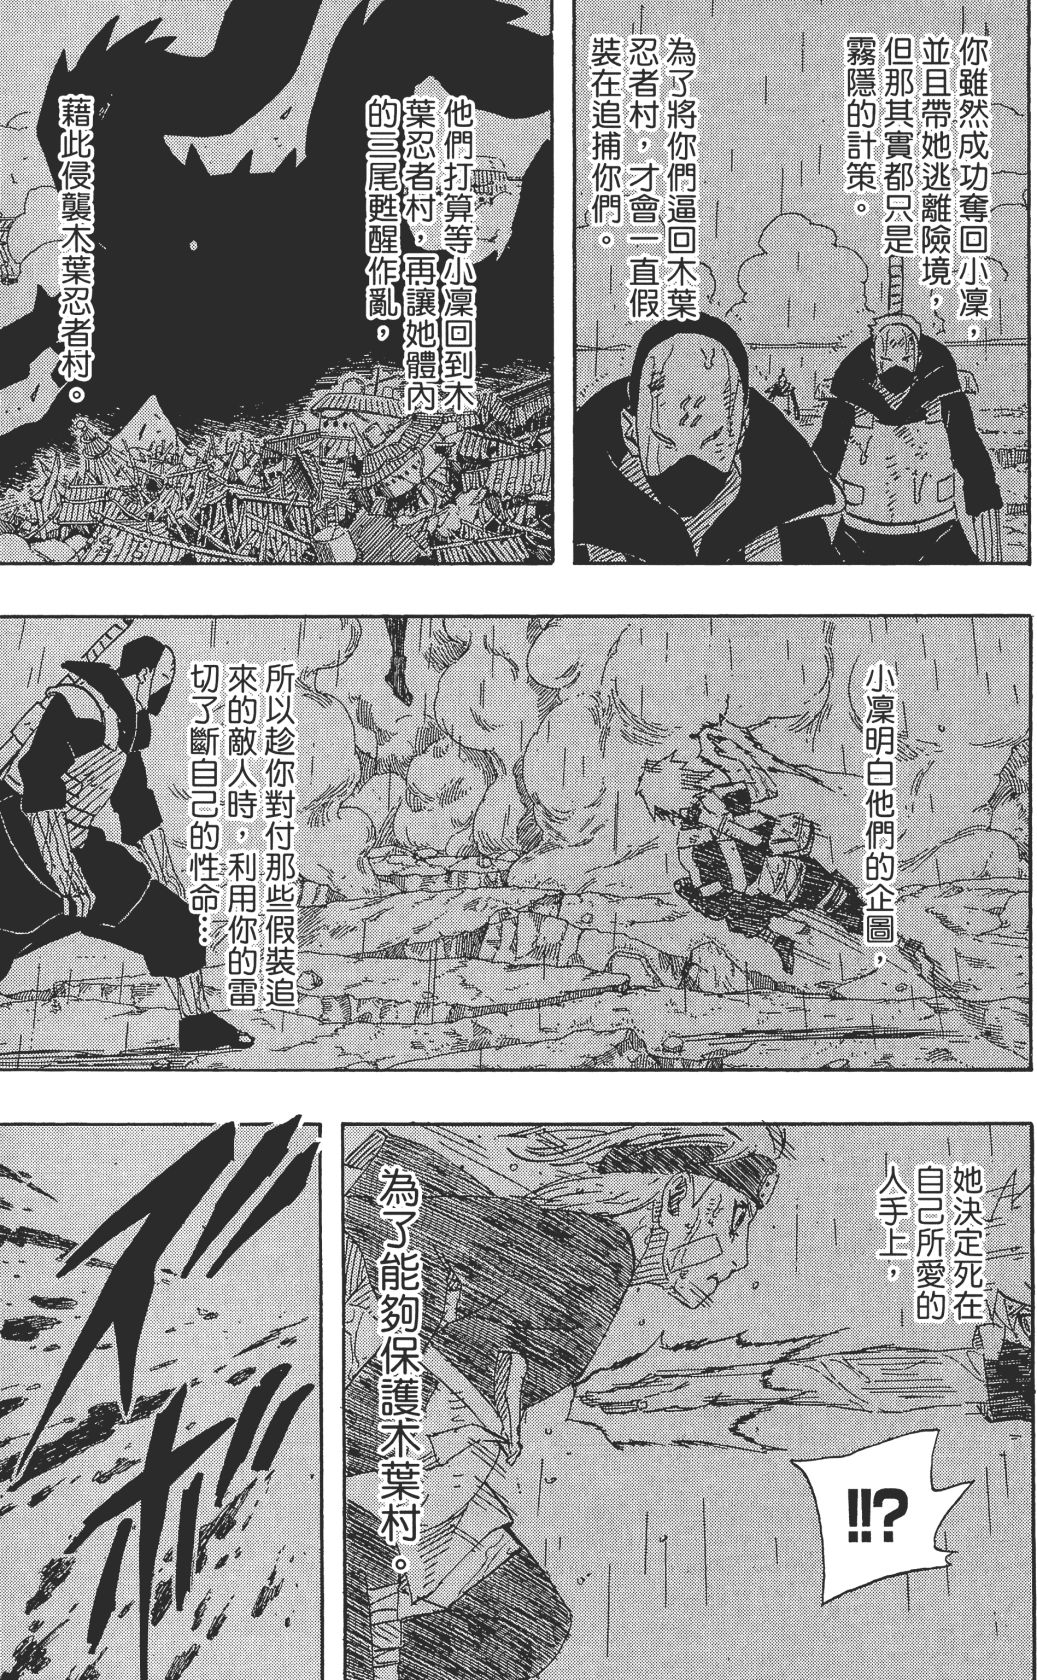 你雖然成功奪回小凜，
並且帶她逃離險境，
但那其實都只是
霧隱的計策。
為了將你們逼回木葉
忍者村，才會一直假
裝在追捕你們。
他們打算等小凜回到木
葉忍者村，再讓她體內
的三尾甦醒作亂，
藉此侵襲木葉忍者村。
小凜明白他們的企圖，
所以趁你對付那些假裝追
來的敵人時，利用你的雷
切了斷自己的性命…
她決定死在
自己所愛的
人手上，
!!?
為了能夠保護木葉村。